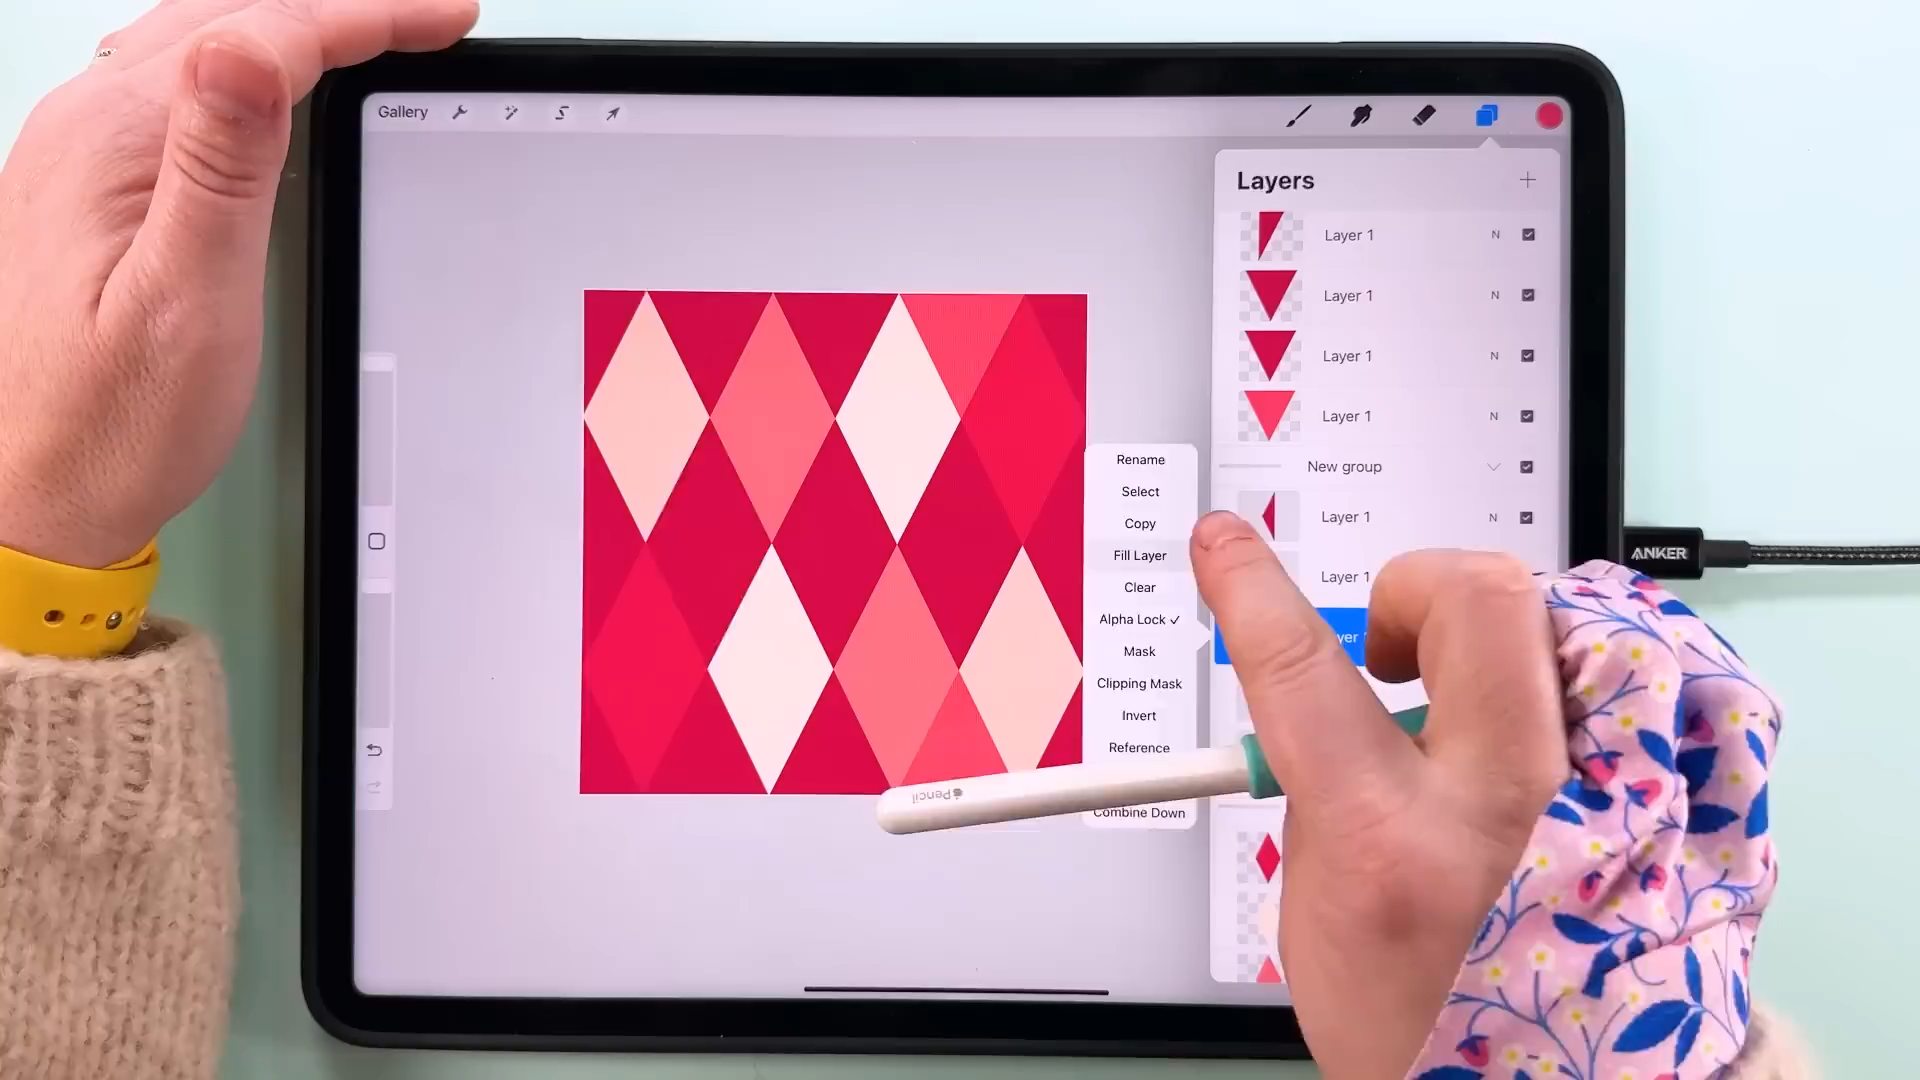 Gallery
Layers
Layer 1 N
Layer 1 N
Layer 1 N
Layer 1 N
New group
Layer 1 N
Layer 1
yer
Rename
Select
Copy
Fill Layer
Clear
Alpha Lock ✓
Mask
Clipping Mask
Invert
Reference
Combine Down
Pencil
ANKER